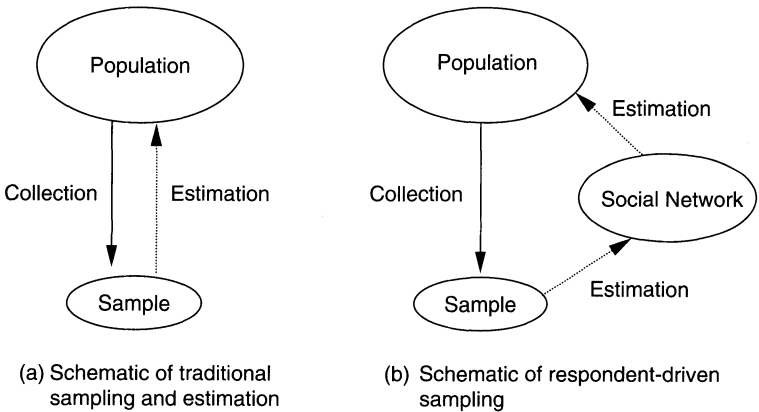 Population
Collection
Estimation
Sample
(a) Schematic of traditional
sampling and estimation
Population
Estimation
Collection
Social Network
Sample
Estimation
(b) Schematic of respondent-driven
sampling